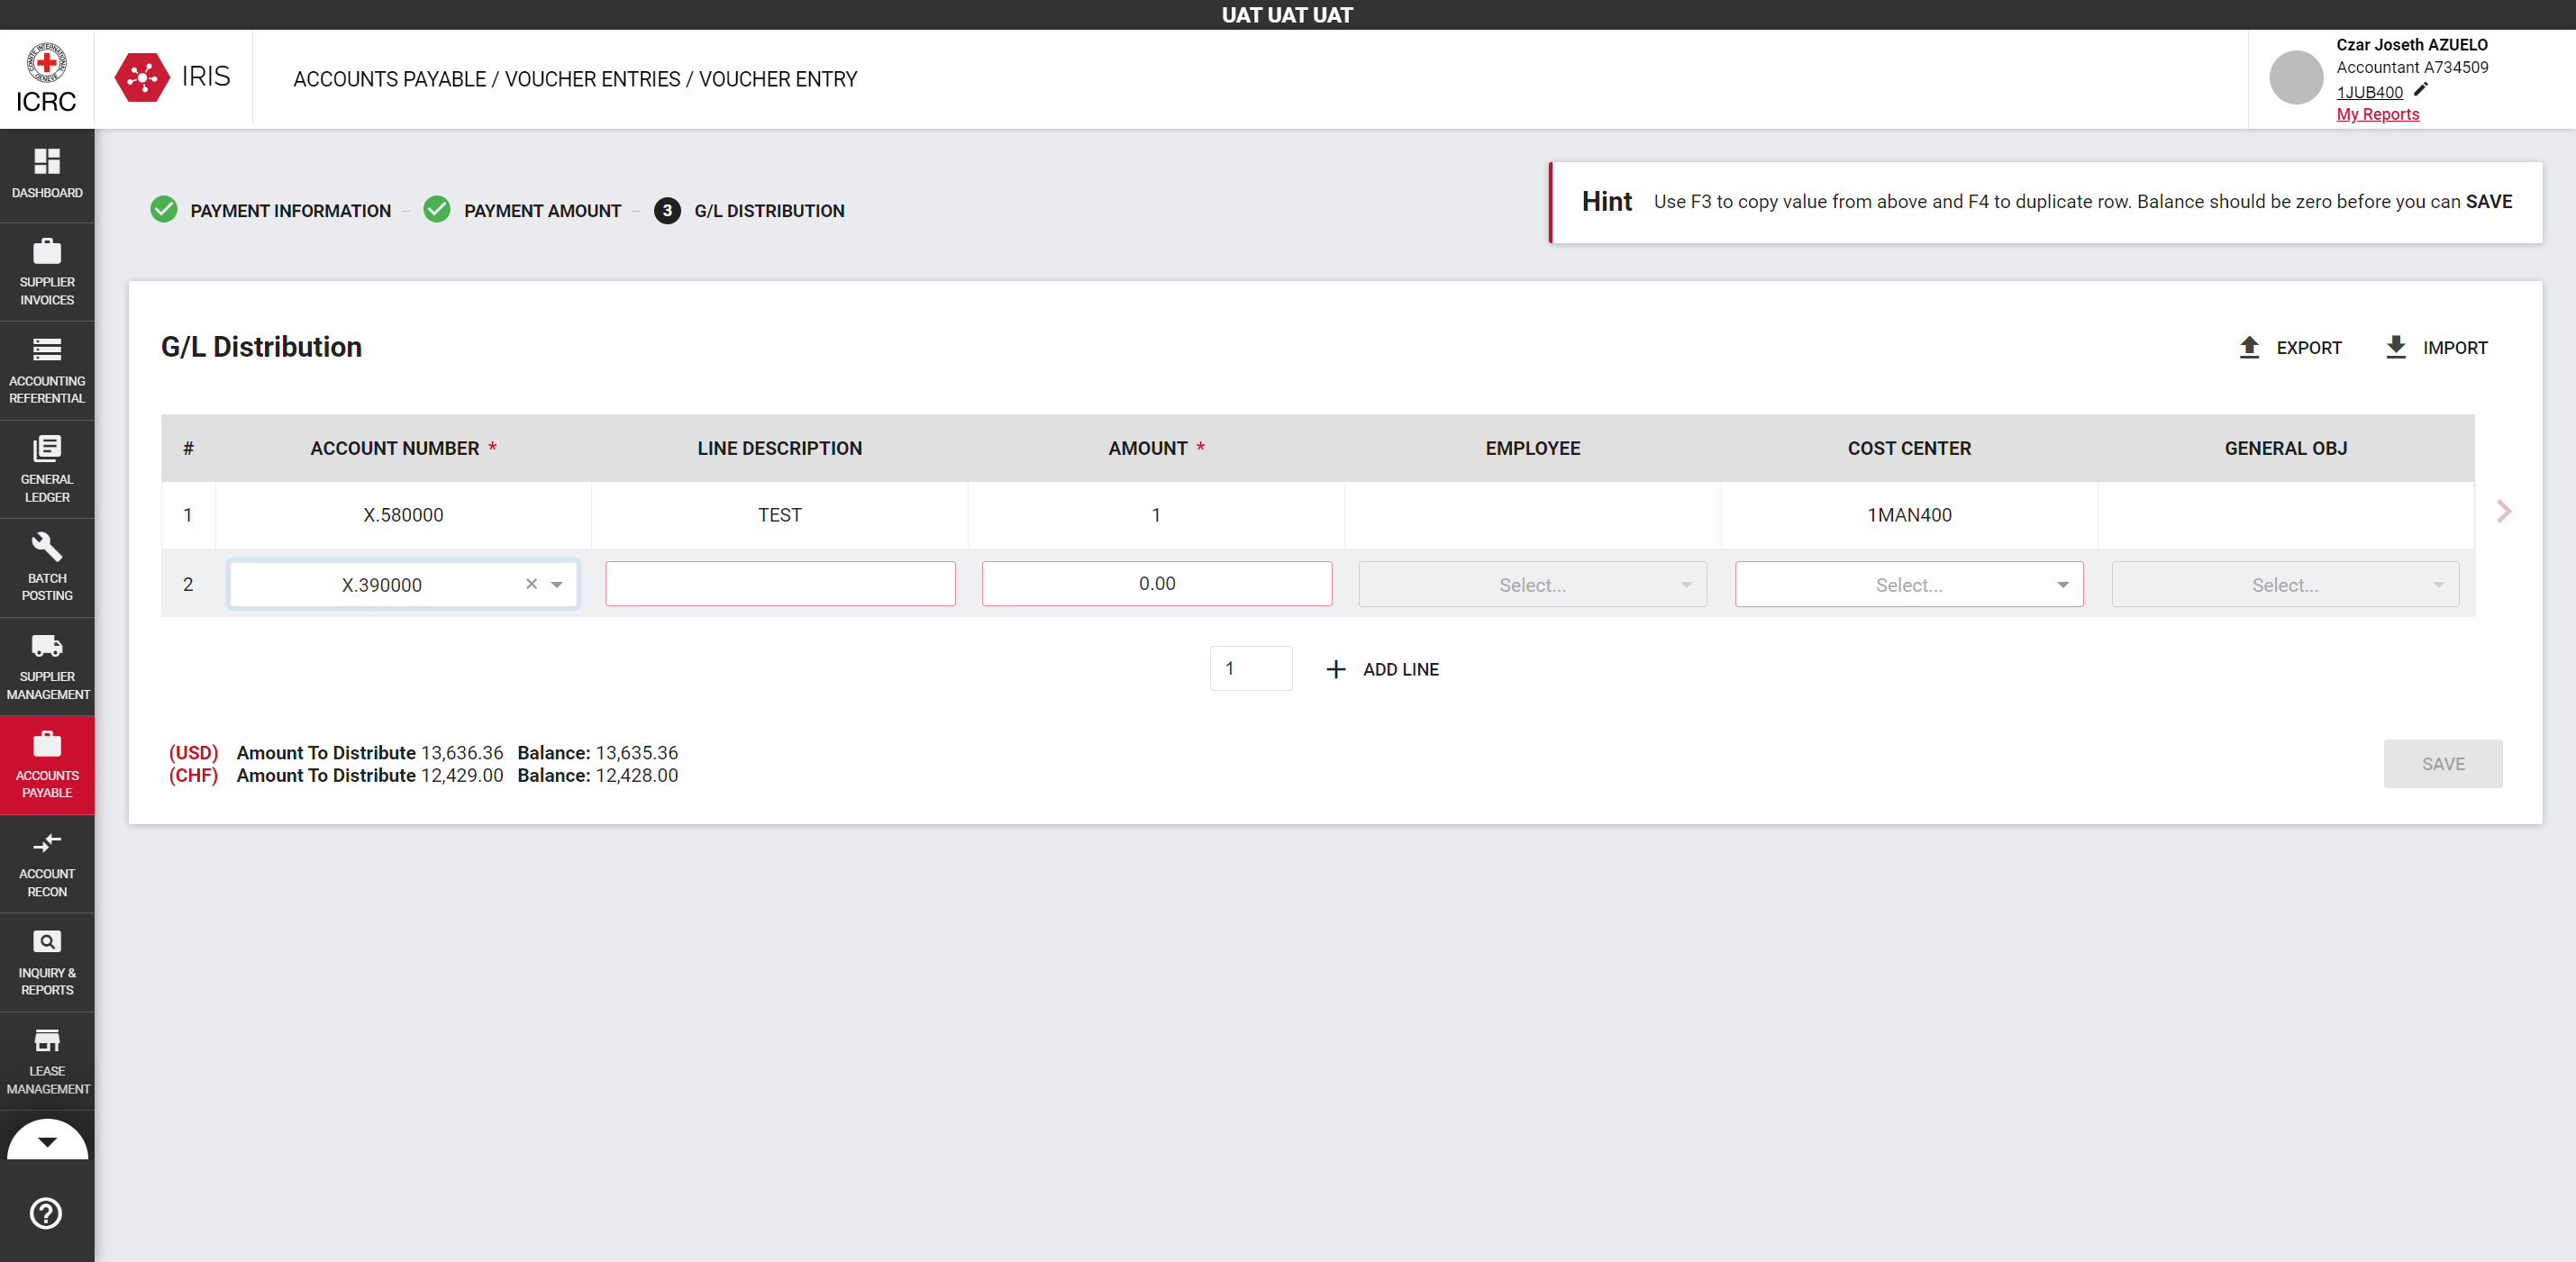 UAT UAT UAT
COMITE INTERNATIONAL GENEVE
ICRC
IRIS
ACCOUNTS PAYABLE / VOUCHER ENTRIES / VOUCHER ENTRY
Czar Joseth AZUELO
Accountant A734509
1JUB400
My Reports
DASHBOARD
SUPPLIER
INVOICES
ACCOUNTING
REFERENTIAL
GENERAL
LEDGER
BATCH
POSTING
SUPPLIER
MANAGEMENT
ACCOUNTS
PAYABLE
ACCOUNT
RECON
INQUIRY &
REPORTS
LEASE
MANAGEMENT
PAYMENT INFORMATION – PAYMENT AMOUNT – 3 G/L DISTRIBUTION
Hint Use F3 to copy value from above and F4 to duplicate row. Balance should be zero before you can SAVE
G/L Distribution
EXPORT IMPORT
# ACCOUNT NUMBER * LINE DESCRIPTION AMOUNT * EMPLOYEE COST CENTER GENERAL OBJ
1 X.580000 TEST 1 1MAN400
2 X.390000 0.00 Select... Select... Select...
1 ADD LINE
(USD) Amount To Distribute 13,636.36 Balance: 13,635.36
(CHF) Amount To Distribute 12,429.00 Balance: 12,428.00
SAVE